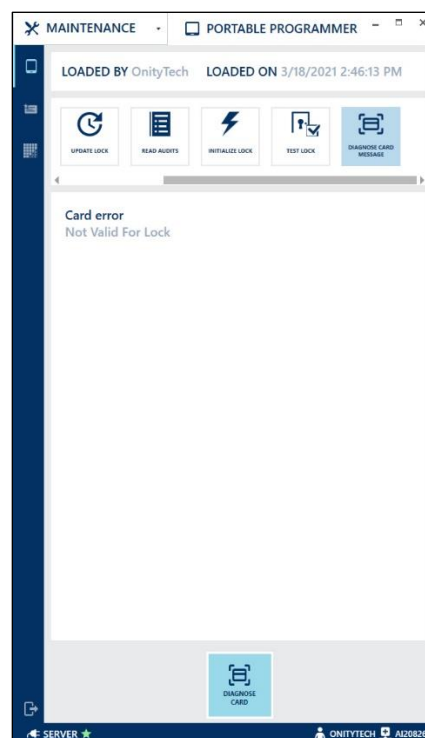 MAINTENANCE
PORTABLE PROGRAMMER
LOADED BY OnityTech LOADED ON 3/18/2021 2:46:13 PM
UPDATE LOCK
READ AUDITS
INITIALIZE LOCK
TEST LOCK
DIAGNOSE CARD
MESSAGE
Card error
Not Valid For Lock
DIAGNOSE
CARD
SERVER
ONITYTECH
AI20826